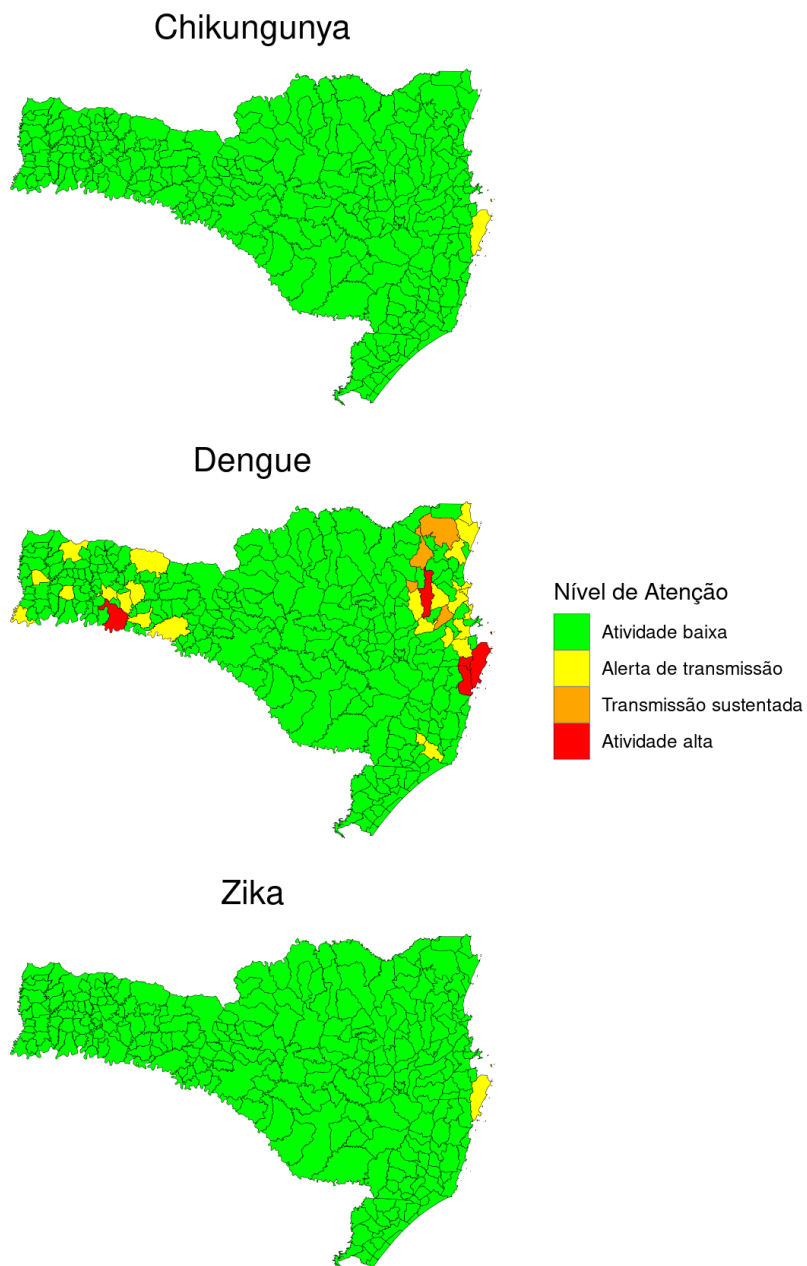 Chikungunya
Dengue
Nível de Atenção
Atividade baixa
Alerta de transmissão
Transmissão sustentada
Atividade alta
Zika